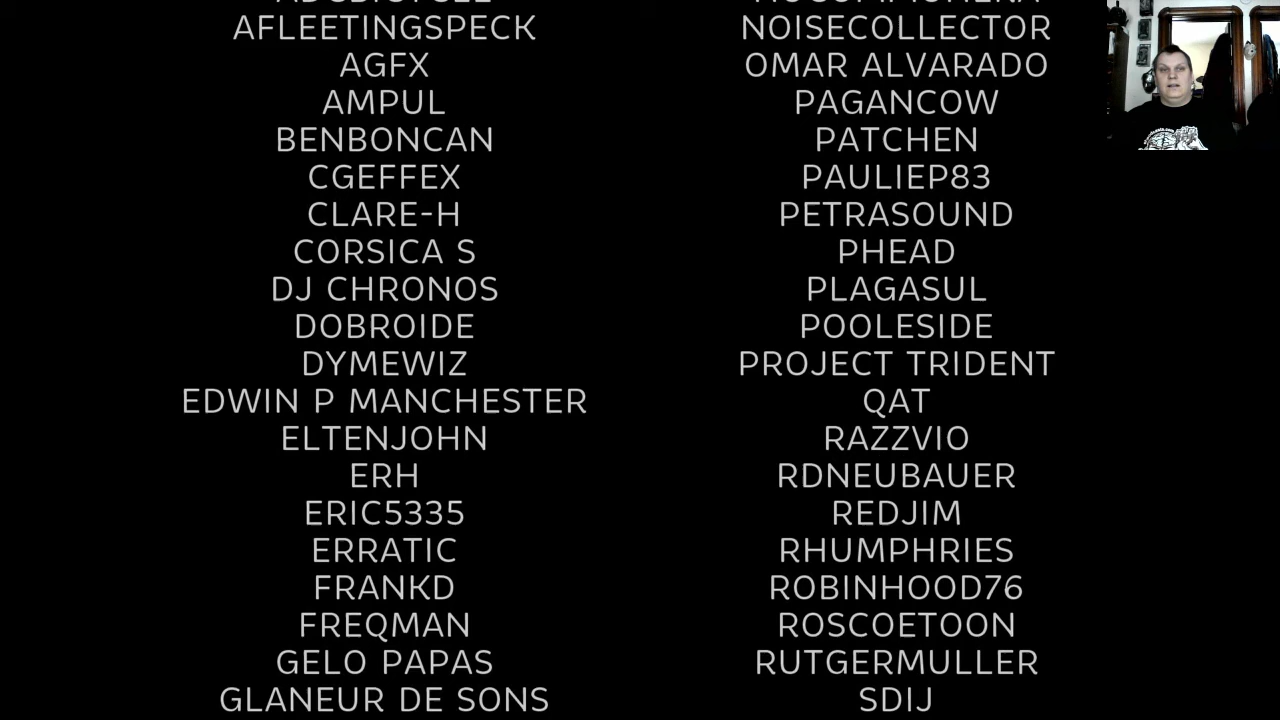 AFLEETINGSPECK
AGFX
AMPUL
BENBONCAN
CGEFFEX
CLARE-H
CORSICA S
DJ CHRONOS
DOBROIDE
DYMEWIZ
EDWIN P MANCHESTER
ELTENJOHN
ERH
ERIC5335
ERRATIC
FRANKD
FREQMAN
GELO PAPAS
GLANEUR DE SONS
NOISECOLLECTOR
OMAR ALVARADO
PAGANCOW
PATCHEN
PAULIEP83
PETRASOUND
PHEAD
PLAGASUL
POOLESIDE
PROJECT TRIDENT
QAT
RAZZVIO
RDNEUBAUER
REDJIM
RHUMPHRIES
ROBINHOOD76
ROSCOETOON
RUTGERMULLER
SDIJ